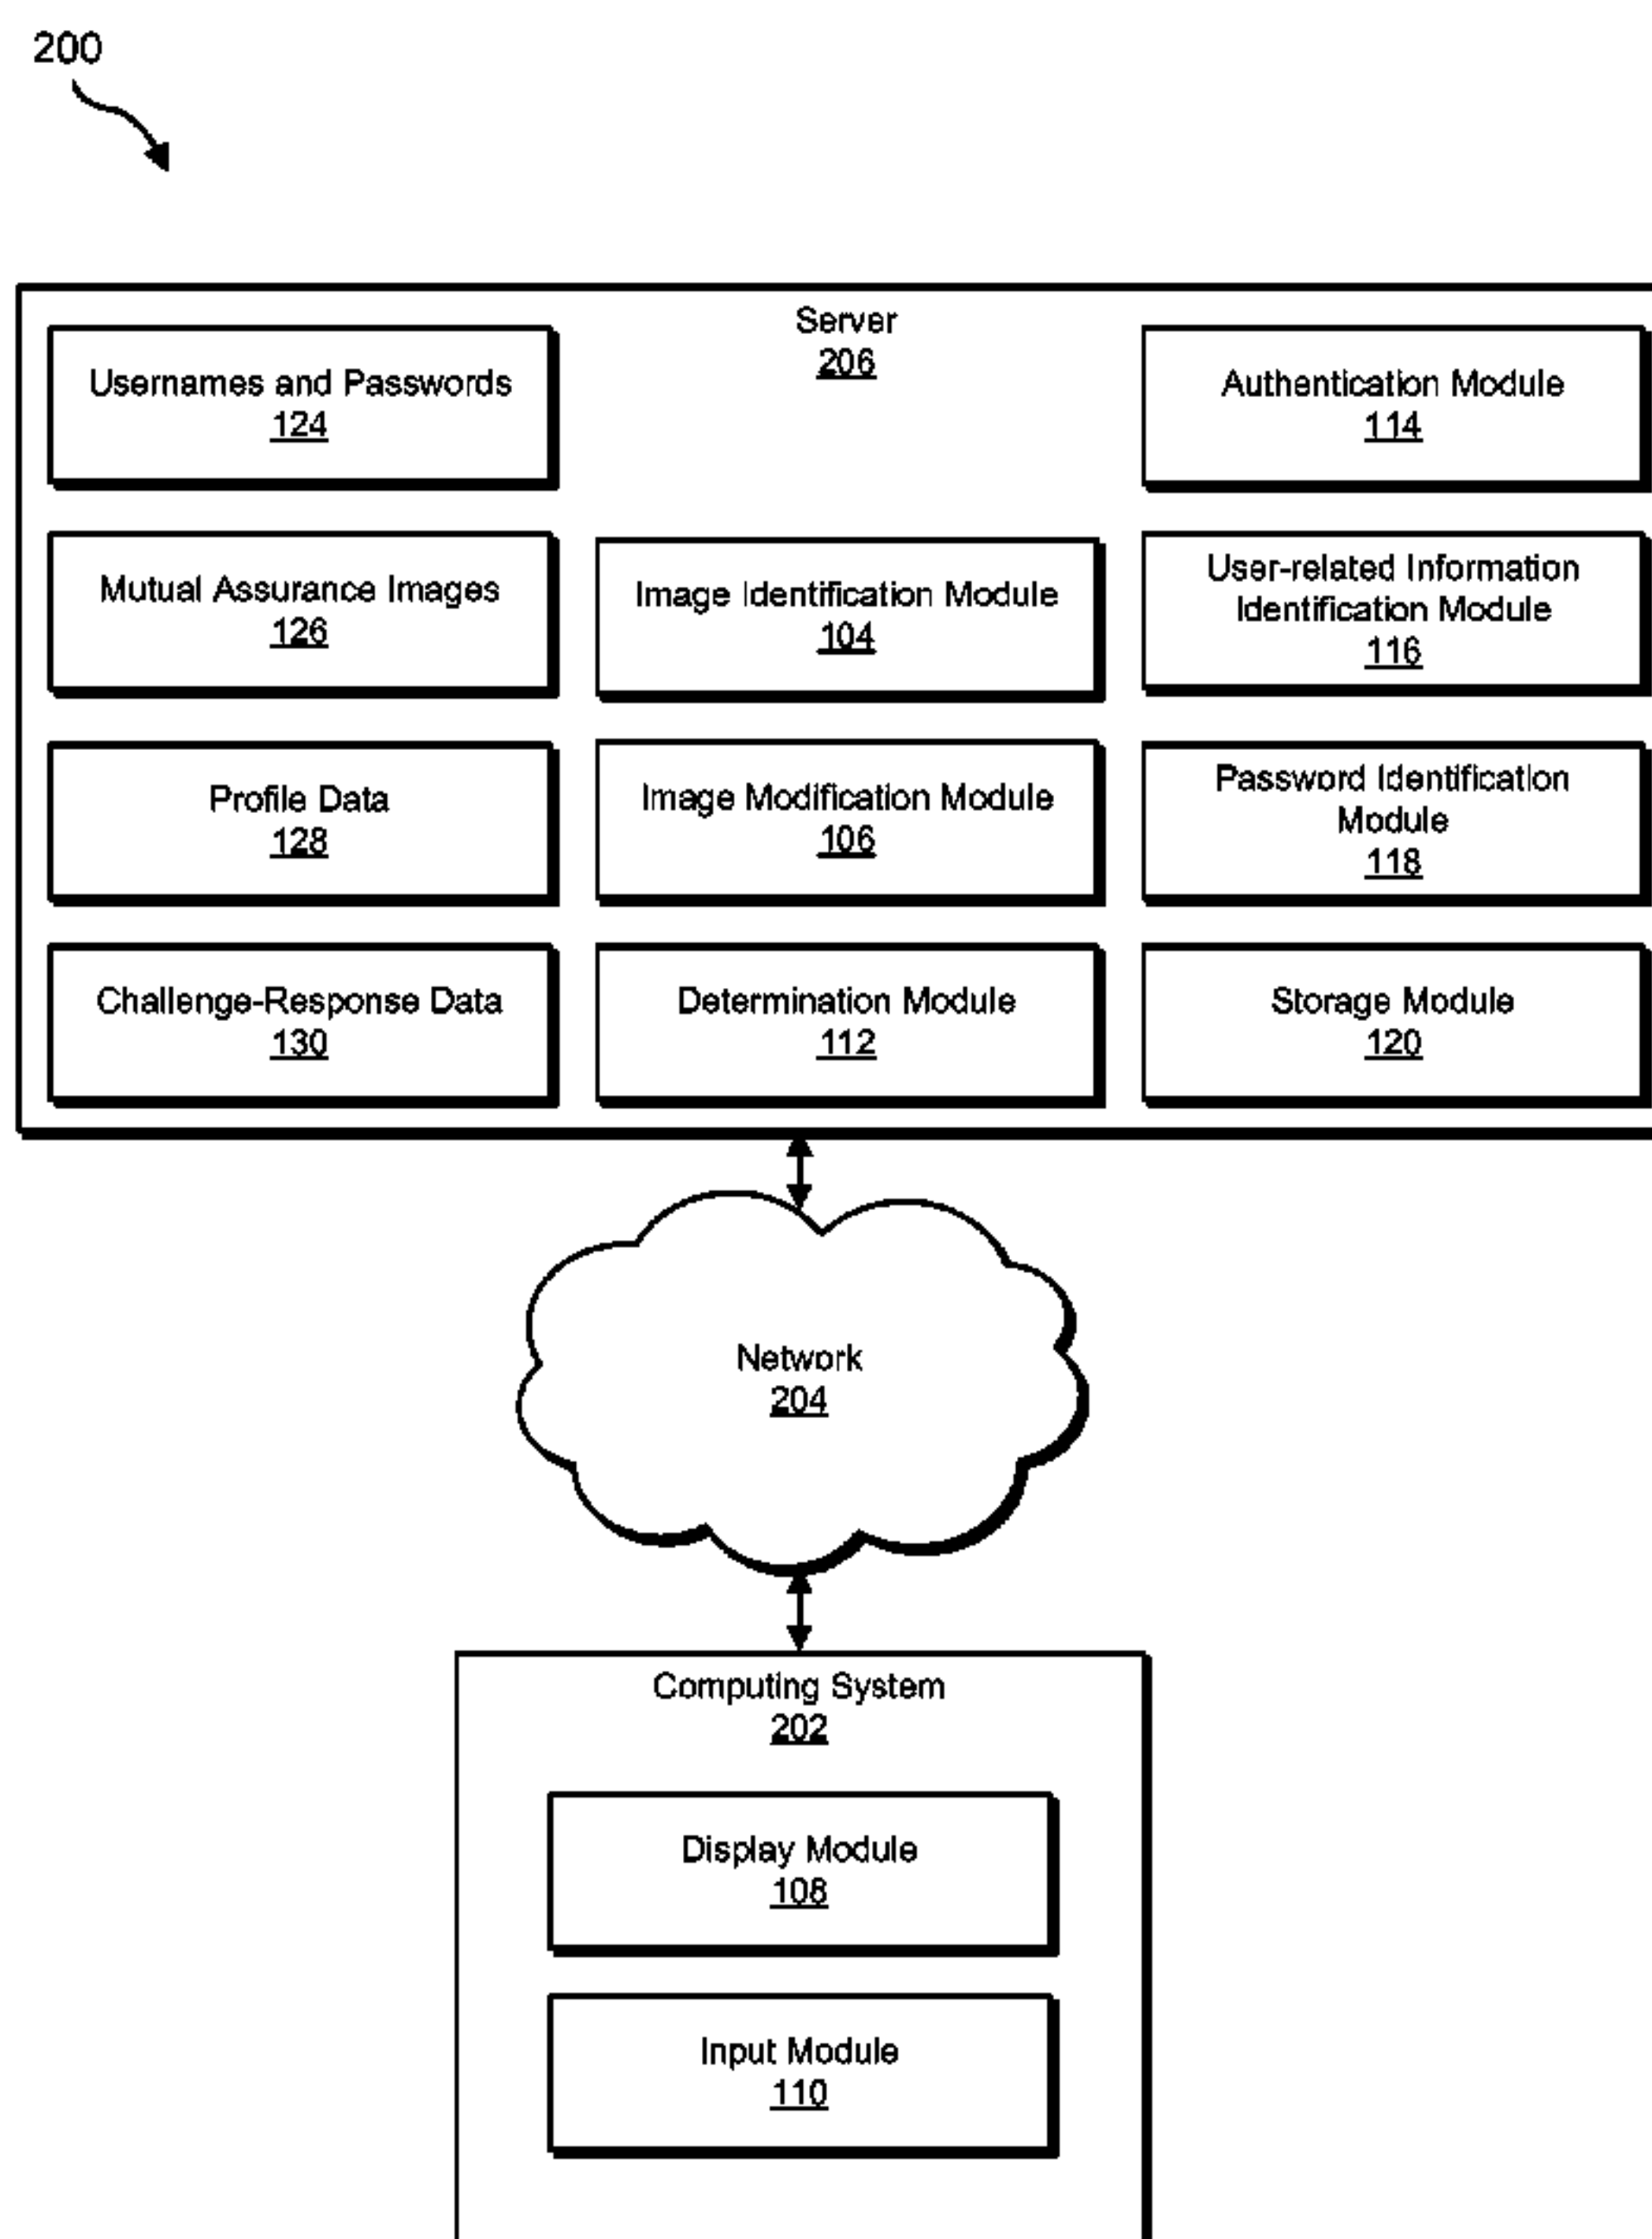 200
Server
206
Usernames and Passwords
124
Authentication Module
114
Mutual Assurance Images
126
Image Identification Module
104
User-related Information
Identification Module
116
Profile Data
128
Image Modification Module
106
Password Identification
Module
118
Challenge-Response Data
130
Determination Module
112
Storage Module
120
Network
204
Computing System
202
Display Module
108
Input Module
110